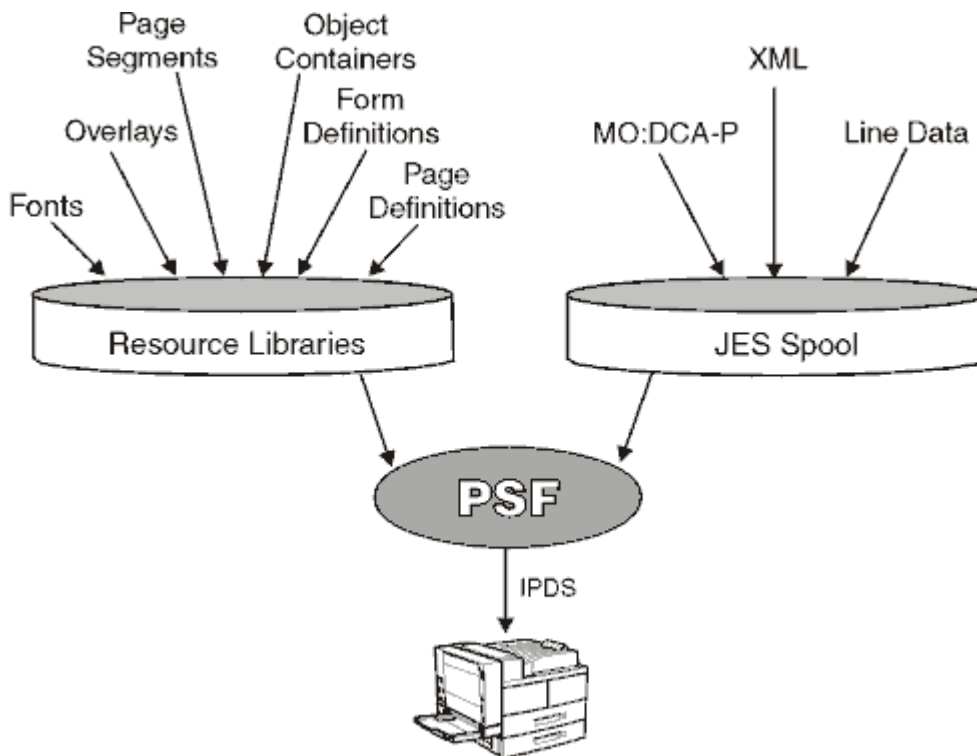 Page
Segments
Object
Containers
XML
Overlays
Form
Definitions
MO:DCA-P
Line Data
Fonts
Page
Definitions
Resource Libraries
JES Spool
PSF
IPDS